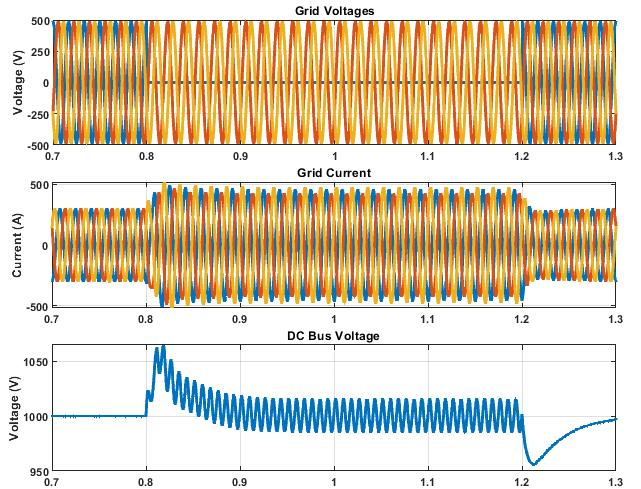 Grid Voltages
Voltage (V)
500
250
0
-250
-500
0.7 0.8 0.9 1 1.1 1.2 1.3
Grid Current
Current (A)
500
0
-500
0.7 0.8 0.9 1 1.1 1.2 1.3
DC Bus Voltage
Voltage (V)
1050
1000
950
0.7 0.8 0.9 1 1.1 1.2 1.3